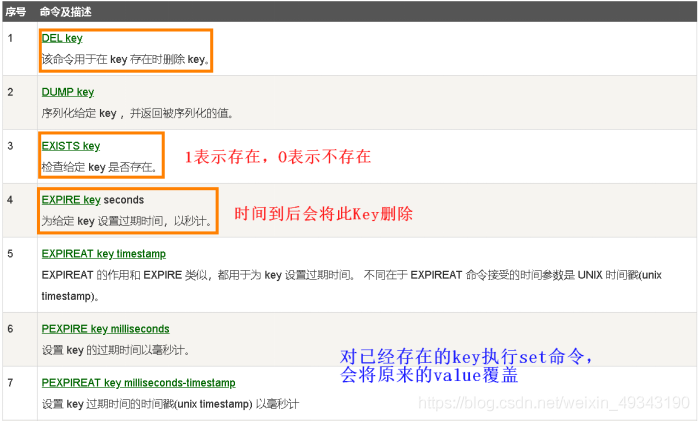 序号 命令及描述
1 DEL key
该命令用于在 key 存在时删除 key。
2 DUMP key
序列化给定 key ，并返回被序列化的值。
3 EXISTS key
检查给定 key 是否存在。
1表示存在，0表示不存在
4 EXPIRE key seconds
为给定 key 设置过期时间，以秒计。
时间到后会将此Key删除
5 EXPIREAT key timestamp
EXPIREAT 的作用和 EXPIRE 类似，都用于为 key 设置过期时间。 不同在于 EXPIREAT 命令接受的时间参数是 UNIX 时间戳(unix
timestamp)。
6 PEXPIRE key milliseconds
设置 key 的过期时间以毫秒计。
对已经存在的key执行set命令，
会将原来的value覆盖
7 PEXPIREAT key milliseconds-timestamp
设置 key 过期时间的时间戳(unix timestamp) 以毫秒计
https://blog.csdn.net/weixin_49343190